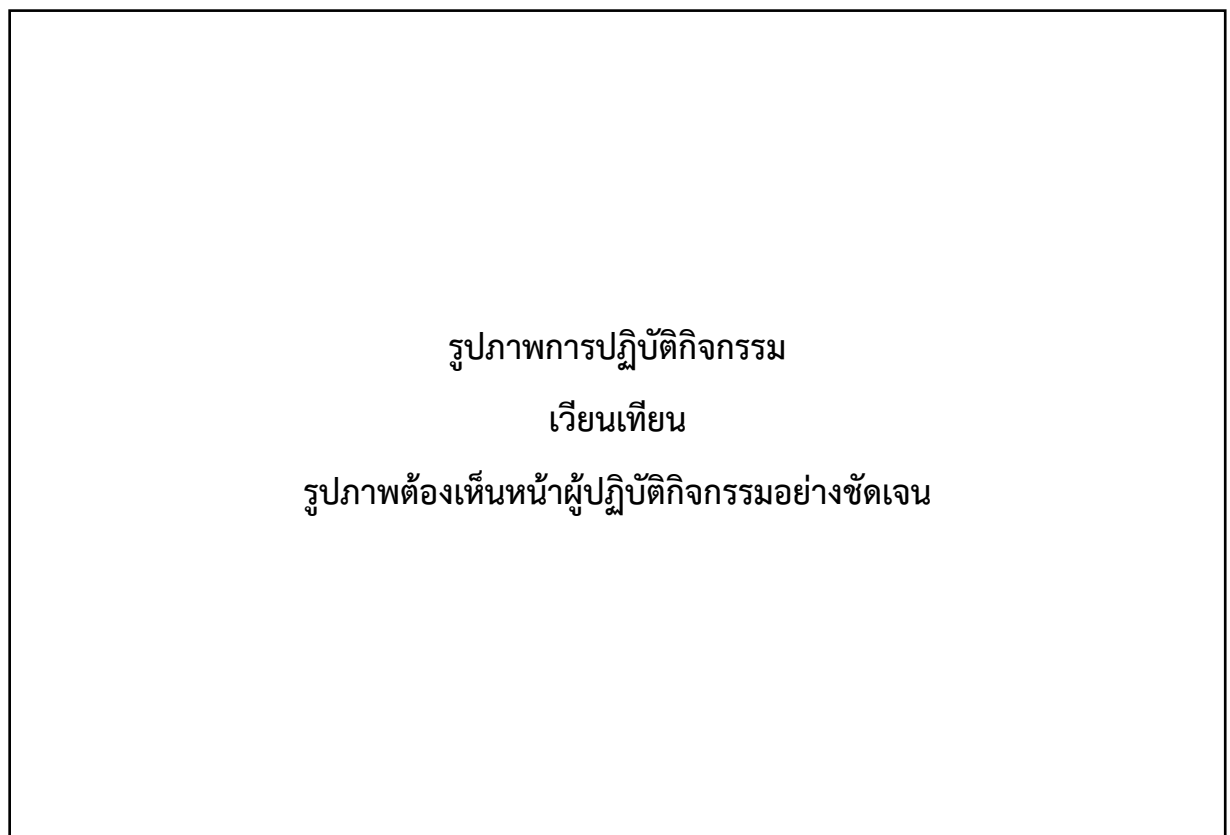 รูปภาพการปฏิบัติกิจกรรม
เวียนเทียน
รูปภาพต้องเห็นหน้าผู้ปฏิบัติกิจกรรมอย่างชัดเจน